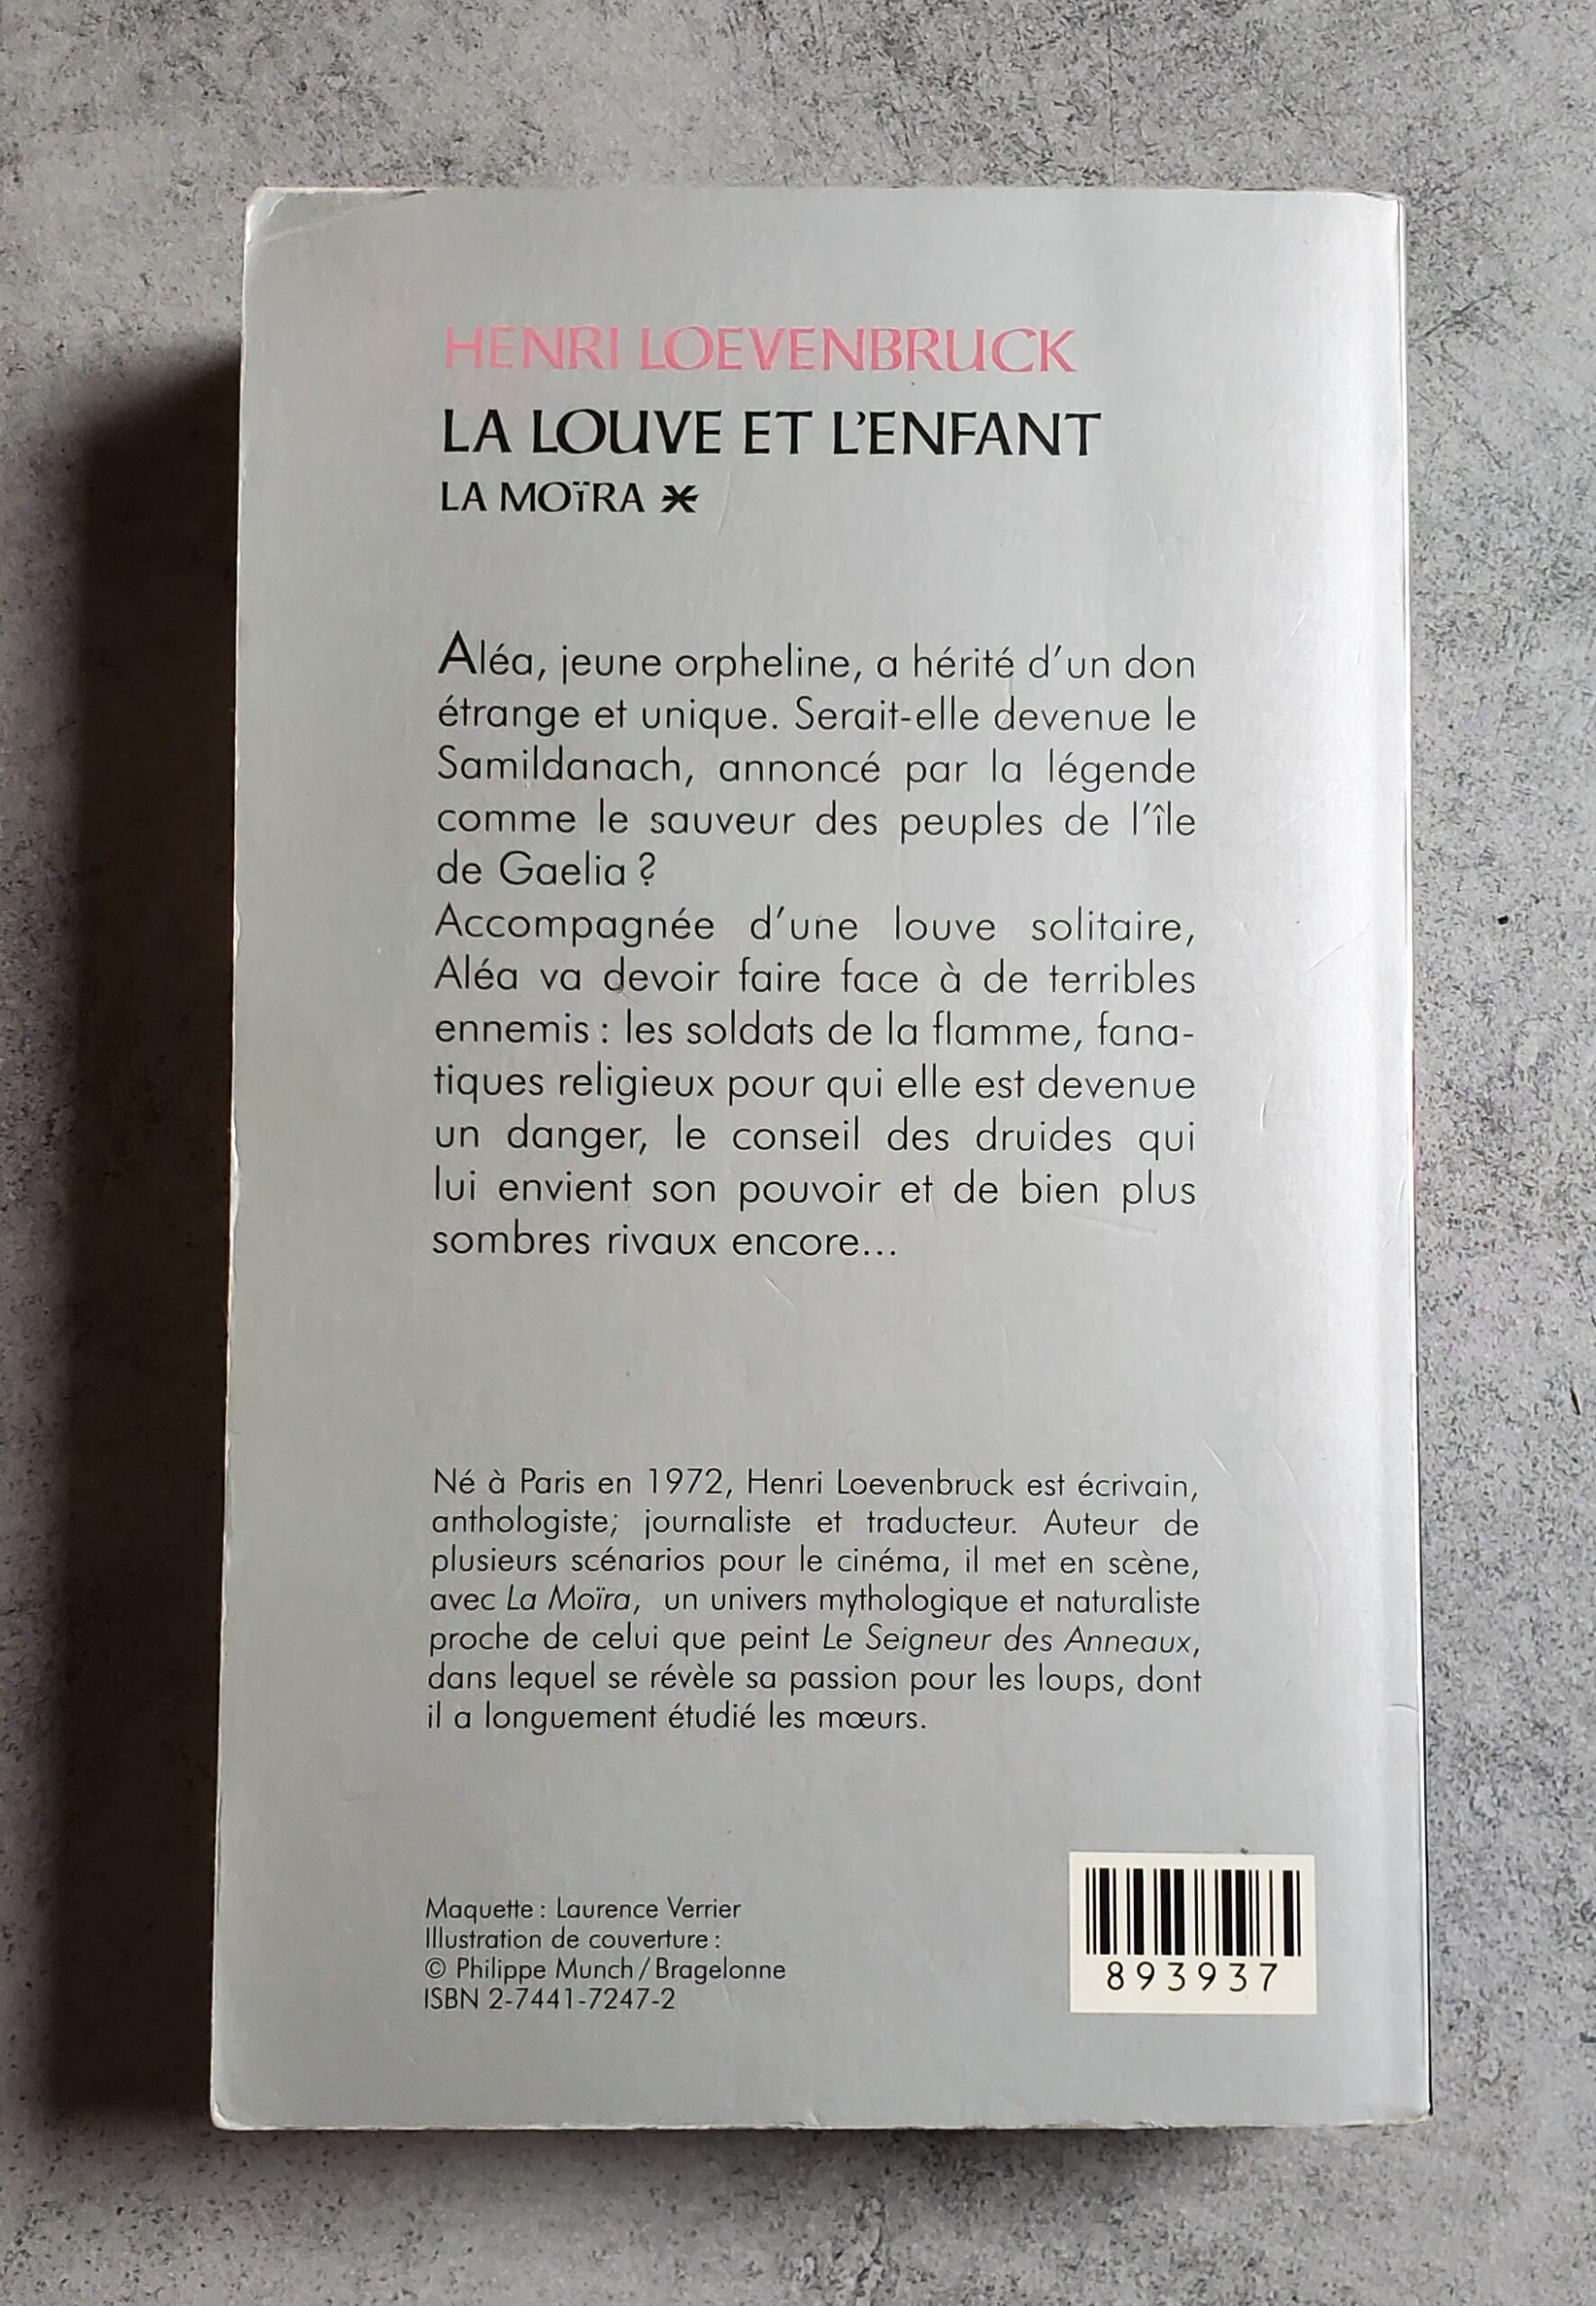 HENRI LOEVENBRUCK
LA LOUVE ET L'ENFANT
LA MOïRA *
Aléa, jeune orpheline, a hérité d'un don
étrange et unique. Serait-elle devenue le
Samildanach, annoncé par la légende
comme le sauveur des peuples de l'île
de Gaelia ?
Accompagnée d'une louve solitaire,
Aléa va devoir faire face à de terribles
ennemis : les soldats de la flamme, fana-
tiques religieux pour qui elle est devenue
un danger, le conseil des druides qui
lui envient son pouvoir et de bien plus
sombres rivaux encore...
Né à Paris en 1972, Henri Loevenbruck est écrivain,
anthologiste; journaliste et traducteur. Auteur de
plusieurs scénarios pour le cinéma, il met en scène,
avec La Moïra, un univers mythologique et naturaliste
proche de celui que peint Le Seigneur des Anneaux,
dans lequel se révèle sa passion pour les loups, dont
il a longuement étudié les mœurs.
Maquette : Laurence Verrier
Illustration de couverture :
© Philippe Munch / Bragelonne
ISBN 2-7441-7247-2
893937